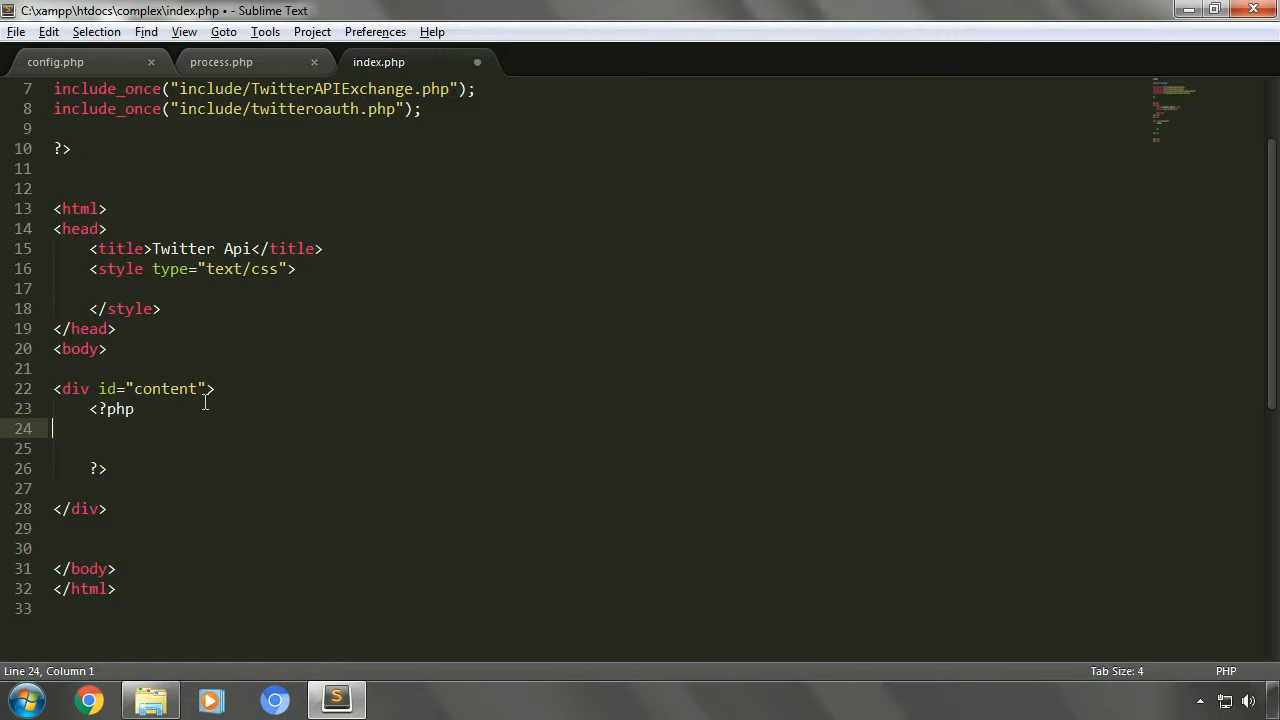 C:\xampp\htdocs\complex\index.php • - Sublime Text
File Edit Selection Find View Goto Tools Project Preferences Help
config.php × process.php × index.php
7 include_once("include/TwitterAPIExchange.php");
8 include_once("include/twitteroauth.php");
9
10 ?>
11
12
13 <html>
14 <head>
15 <title>Twitter Api</title>
16 <style type="text/css">
17
18 </style>
19 </head>
20 <body>
21
22 <div id="content">
23 <?php
24
25
26 ?>
27
28 </div>
29
30
31 </body>
32 </html>
33
Line 24, Column 1 Tab Size: 4 PHP